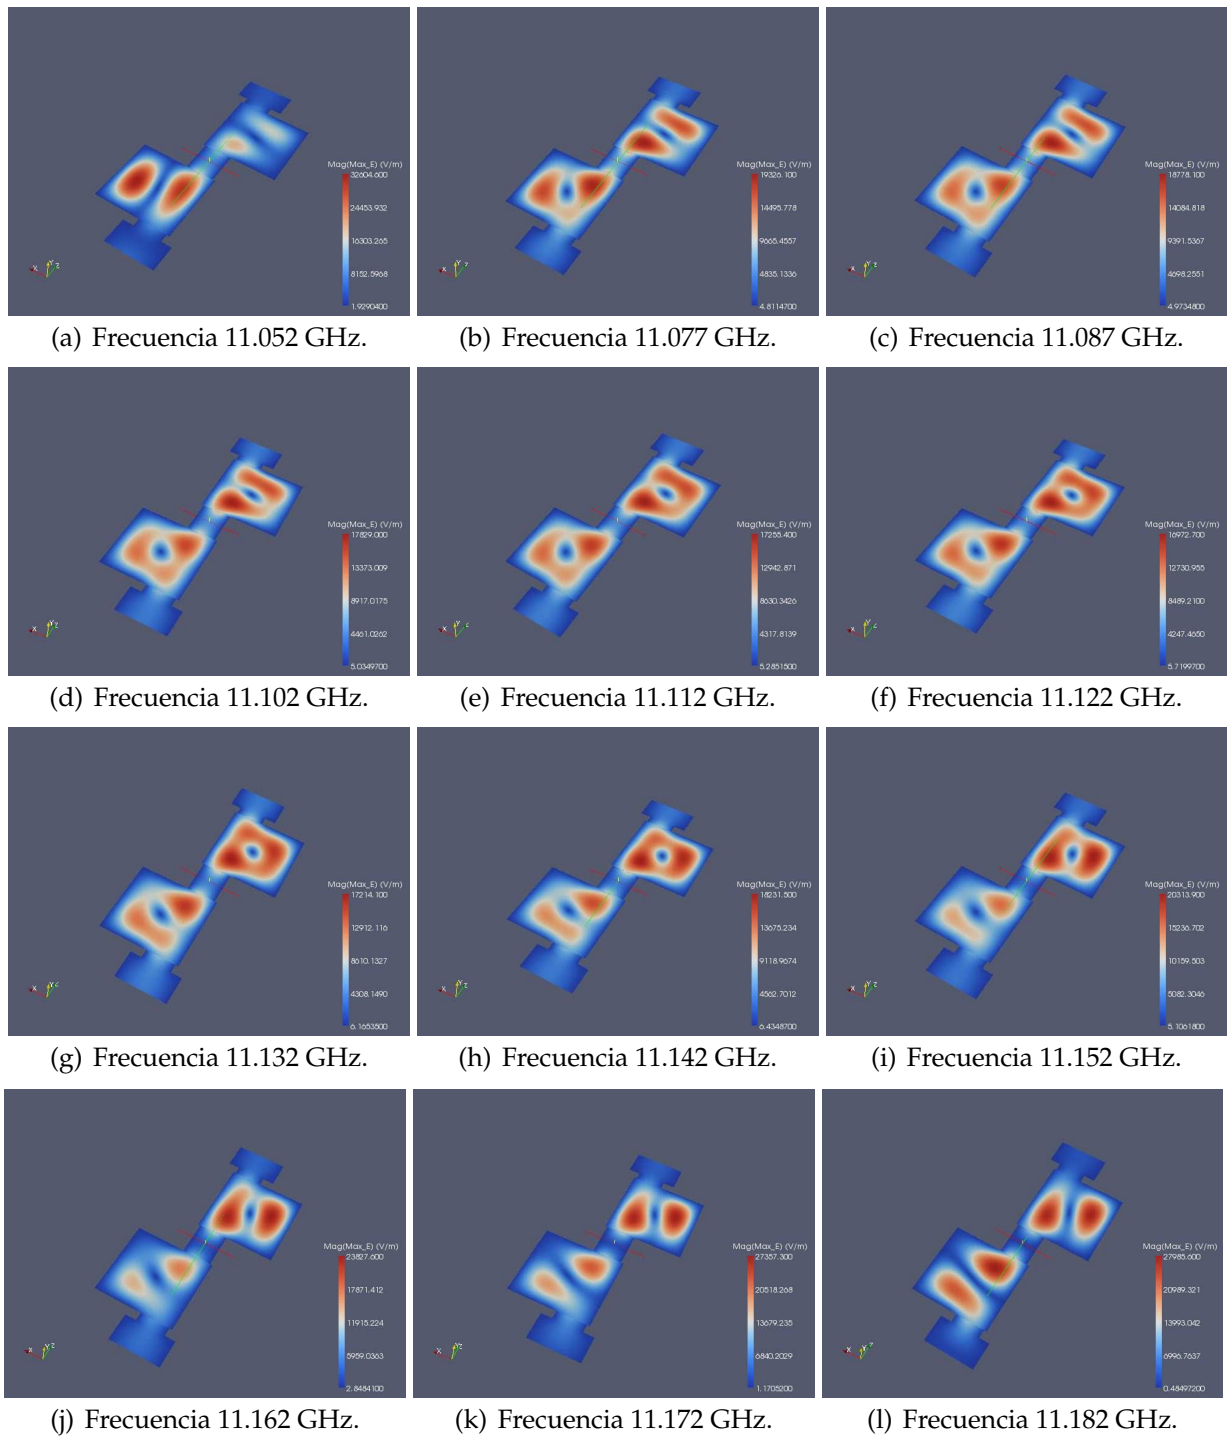 Mag(Max_E) (V/m)
32604.600
24453.932
16303.265
8152.5968
1.9290400
X Y Z
(a) Frecuencia 11.052 GHz.
Mag(Max_E) (V/m)
19326.100
14495.778
9665.4557
4835.1336
4.8114700
X Y Z
(b) Frecuencia 11.077 GHz.
Mag(Max_E) (V/m)
18778.100
14084.818
9391.5367
4698.2551
4.9734800
X Y Z
(c) Frecuencia 11.087 GHz.
Mag(Max_E) (V/m)
17829.000
13373.009
8917.0175
4461.0262
5.0349700
X Y Z
(d) Frecuencia 11.102 GHz.
Mag(Max_E) (V/m)
17255.400
12942.871
8630.3426
4317.8139
5.2851500
X Y Z
(e) Frecuencia 11.112 GHz.
Mag(Max_E) (V/m)
16972.700
12730.955
8489.2100
4247.4650
5.7199700
X Y Z
(f) Frecuencia 11.122 GHz.
Mag(Max_E) (V/m)
17214.100
12912.116
8610.1327
4308.1490
6.1653500
X Y Z
(g) Frecuencia 11.132 GHz.
Mag(Max_E) (V/m)
18231.500
13675.234
9118.9674
4562.7012
6.4348700
X Y Z
(h) Frecuencia 11.142 GHz.
Mag(Max_E) (V/m)
20313.900
15236.702
10159.503
5082.3046
5.1061800
X Y Z
(i) Frecuencia 11.152 GHz.
Mag(Max_E) (V/m)
23827.600
17871.412
11915.224
5959.0363
2.8484100
X Y Z
(j) Frecuencia 11.162 GHz.
Mag(Max_E) (V/m)
27357.300
20518.268
13679.235
6840.2029
1.1705200
X Y Z
(k) Frecuencia 11.172 GHz.
Mag(Max_E) (V/m)
27985.600
20989.321
13993.042
6996.7637
0.48497200
X Y Z
(l) Frecuencia 11.182 GHz.